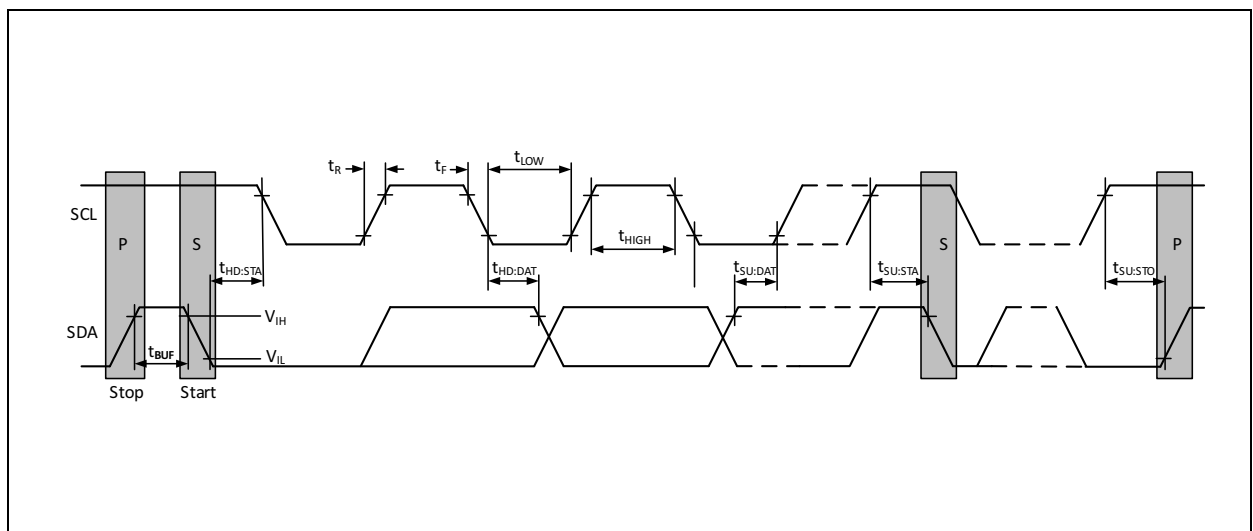 tR
tF
tLOW
SCL
P
S
tHIGH
S
P
tHD:STA
tHD:DAT
tSU:DAT
tSU:STA
tSU:STO
SDA
VIH
tBUF
VIL
Stop
Start